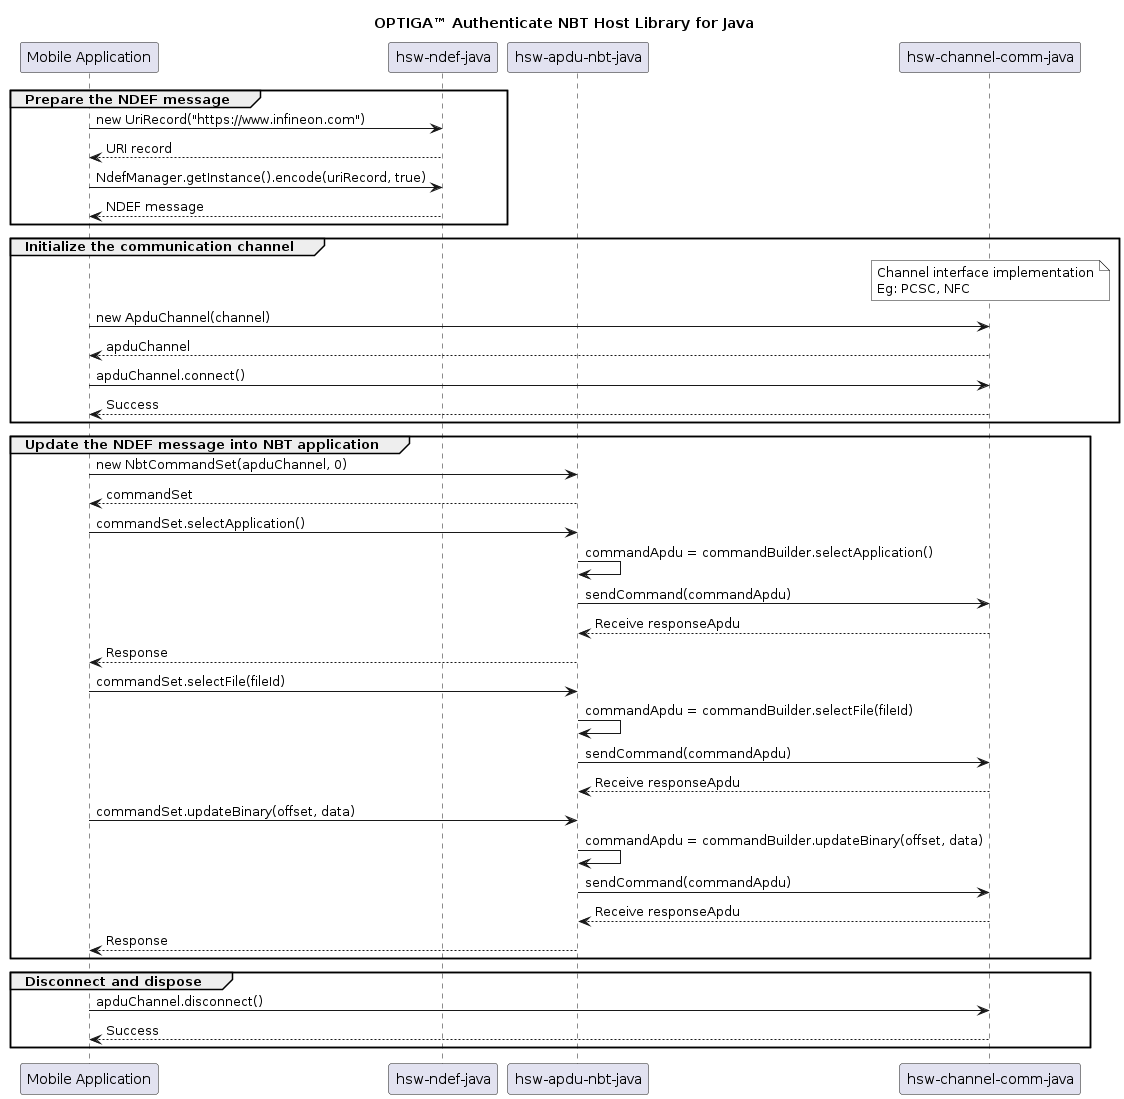 OPTIGA™ Authenticate NBT Host Library for Java
Mobile Application
hsw-ndef-java
hsw-apdu-nbt-java
hsw-channel-comm-java
Prepare the NDEF message
new UriRecord("https://www.infineon.com")
URI record
NdefManager.getInstance().encode(uriRecord, true)
NDEF message
Initialize the communication channel
Channel interface implementation
Eg: PCSC, NFC
new ApduChannel(channel)
apduChannel
apduChannel.connect()
Success
Update the NDEF message into NBT application
new NbtCommandSet(apduChannel, 0)
commandSet
commandSet.selectApplication()
commandApdu = commandBuilder.selectApplication()
sendCommand(commandApdu)
Receive responseApdu
Response
commandSet.selectFile(fileId)
commandApdu = commandBuilder.selectFile(fileId)
sendCommand(commandApdu)
Receive responseApdu
commandSet.updateBinary(offset, data)
commandApdu = commandBuilder.updateBinary(offset, data)
sendCommand(commandApdu)
Receive responseApdu
Response
Disconnect and dispose
apduChannel.disconnect()
Success
Mobile Application
hsw-ndef-java
hsw-apdu-nbt-java
hsw-channel-comm-java